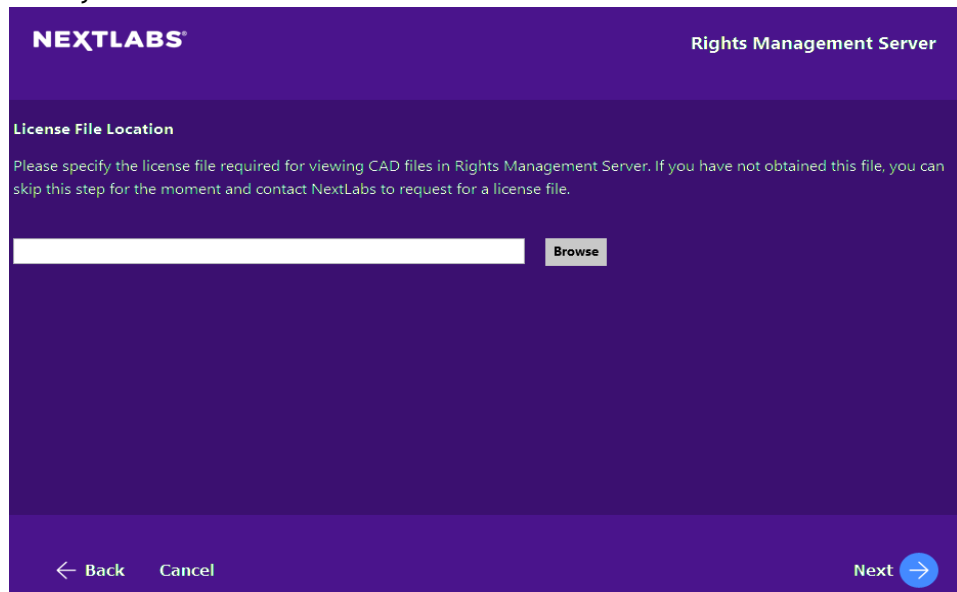 NEXTLABS®
Rights Management Server
License File Location
Please specify the license file required for viewing CAD files in Rights Management Server. If you have not obtained this file, you can
skip this step for the moment and contact NextLabs to request for a license file.
Browse
← Back Cancel Next →